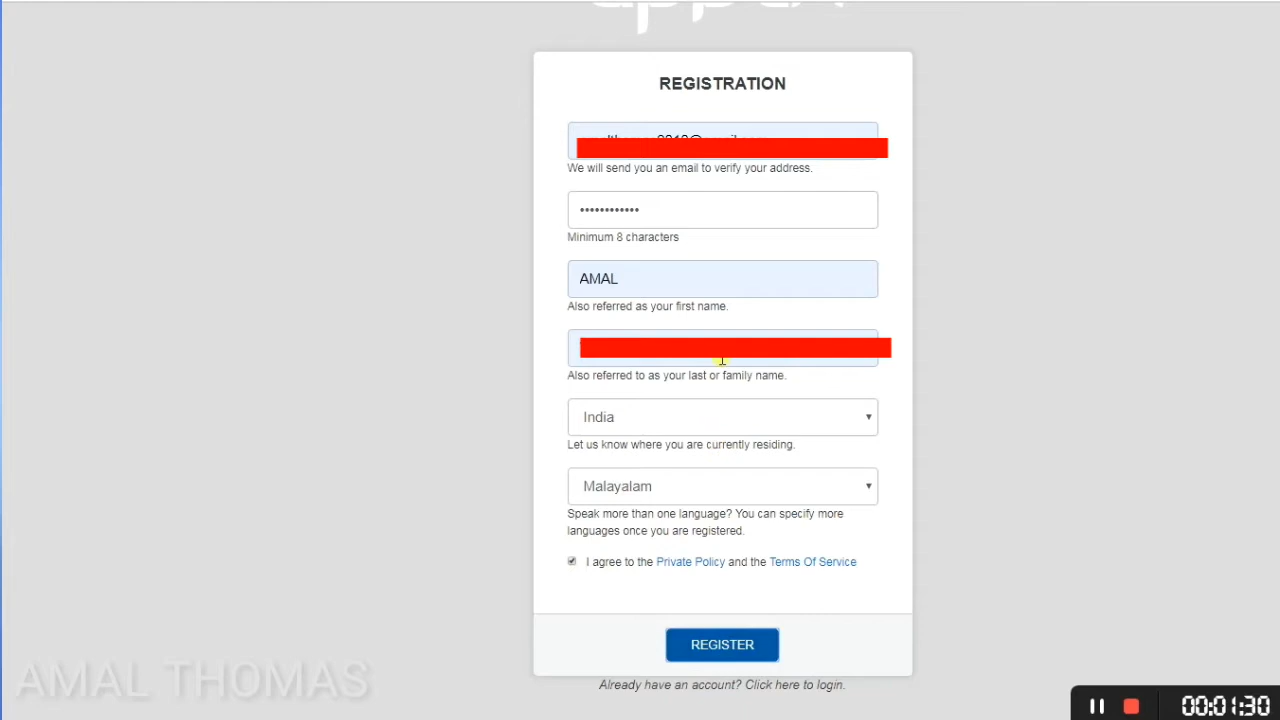 REGISTRATION
We will send you an email to verify your address.
••••••••••••
Minimum 8 characters
AMAL
Also referred as your first name.
Also referred to as your last or family name.
India
Let us know where you are currently residing.
Malayalam
Speak more than one language? You can specify more
languages once you are registered.
I agree to the Private Policy and the Terms Of Service
REGISTER
Already have an account? Click here to login.
AMAL THOMAS
00:01:30